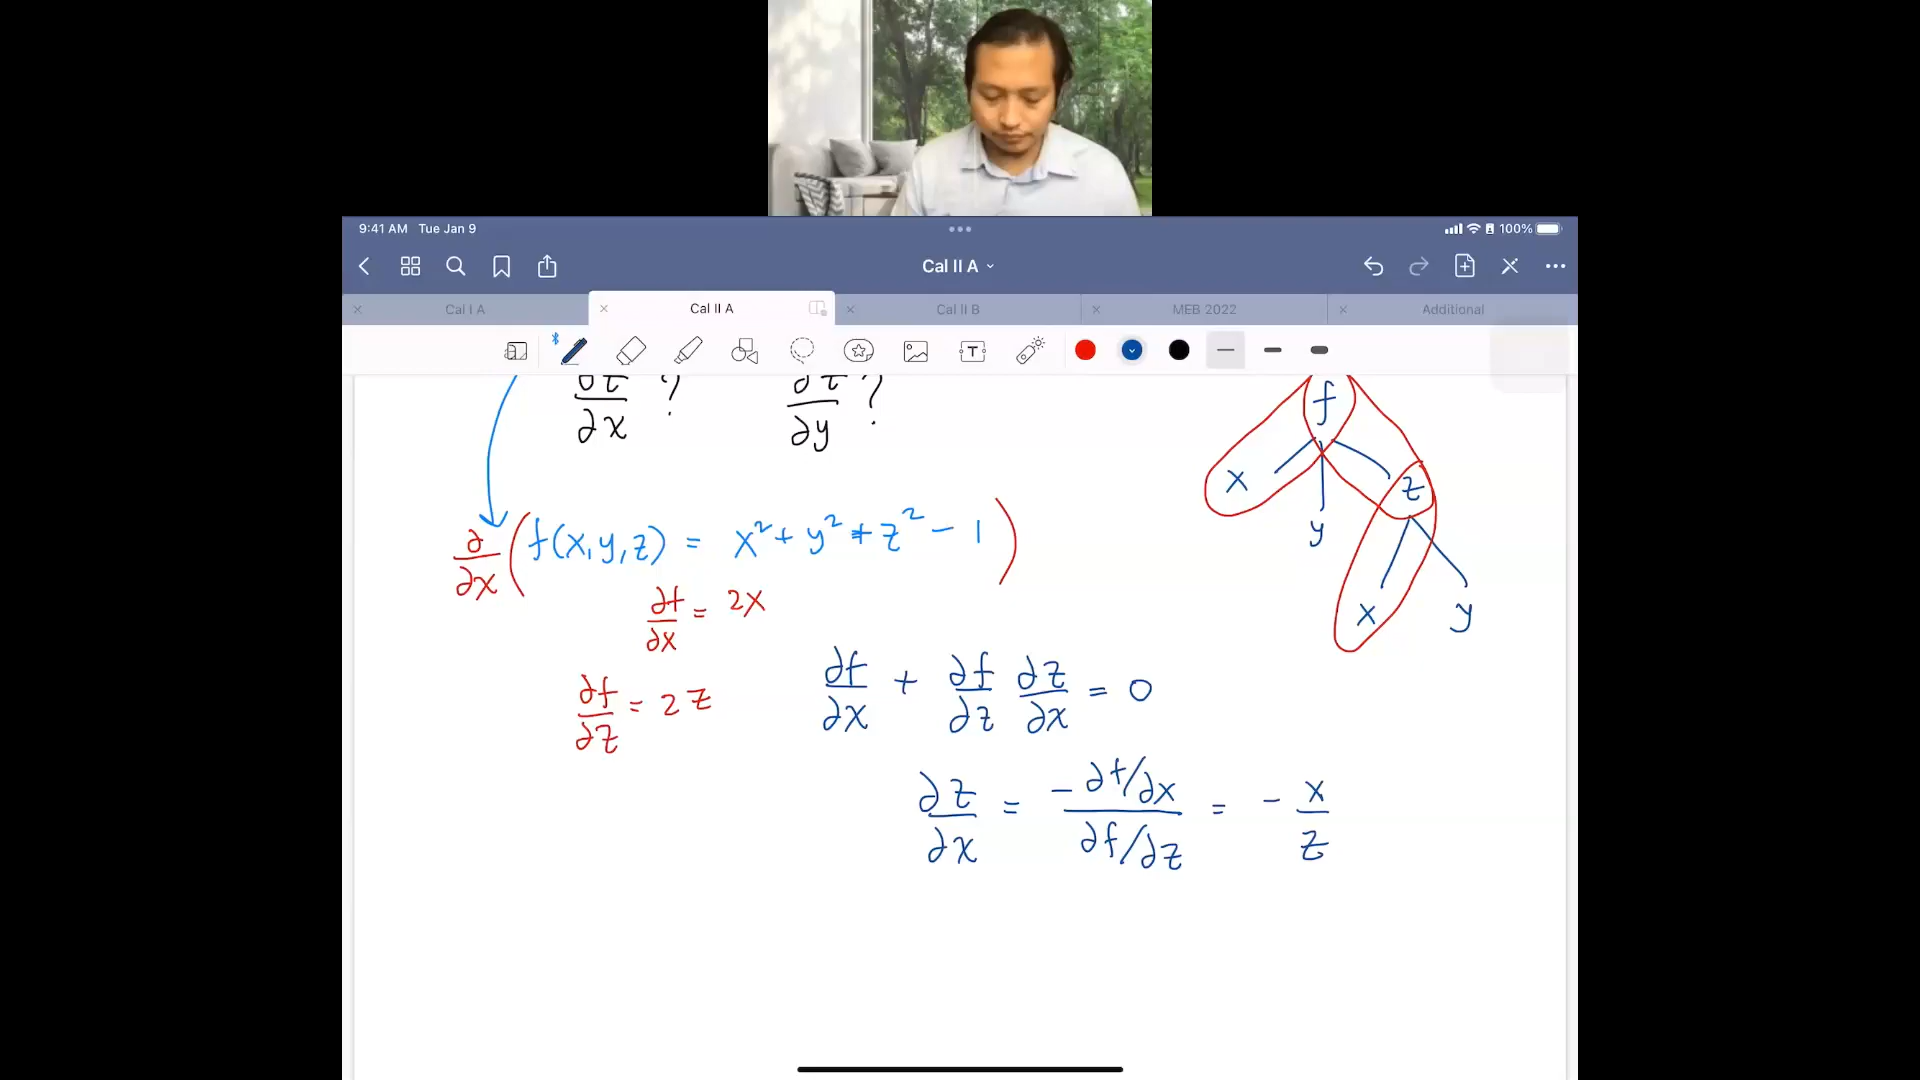 9:41 AM Tue Jan 9
100%
Cal II A
Cal I A
Cal II A
Cal II B
MEB 2022
Additional
∂z/∂x ? ∂z/∂y ?
f
x y z
x y
∂/∂x ( f(x,y,z) = x² + y² + z² - 1 )
∂f/∂x = 2x
∂f/∂z = 2z
∂f/∂x + ∂f/∂z ∂z/∂x = 0
∂z/∂x = (-∂f/∂x)/(∂f/∂z) = - x/z